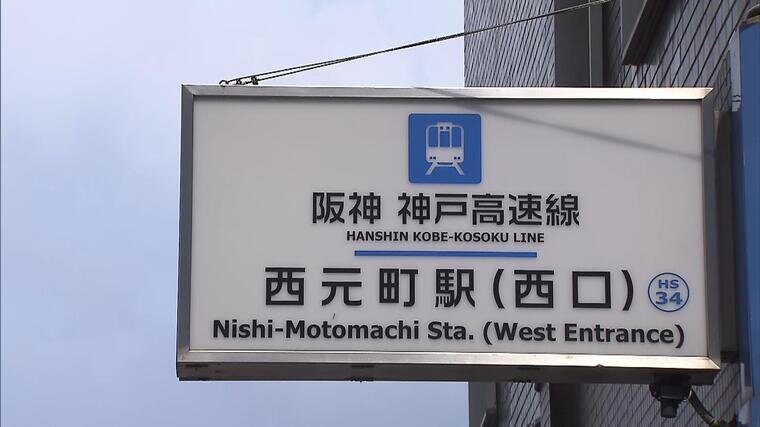 阪神 神戸高速線
HANSHIN KOBE-KOSOKU LINE
西元町駅(西口)
HS
34
Nishi-Motomachi Sta. (West Entrance)